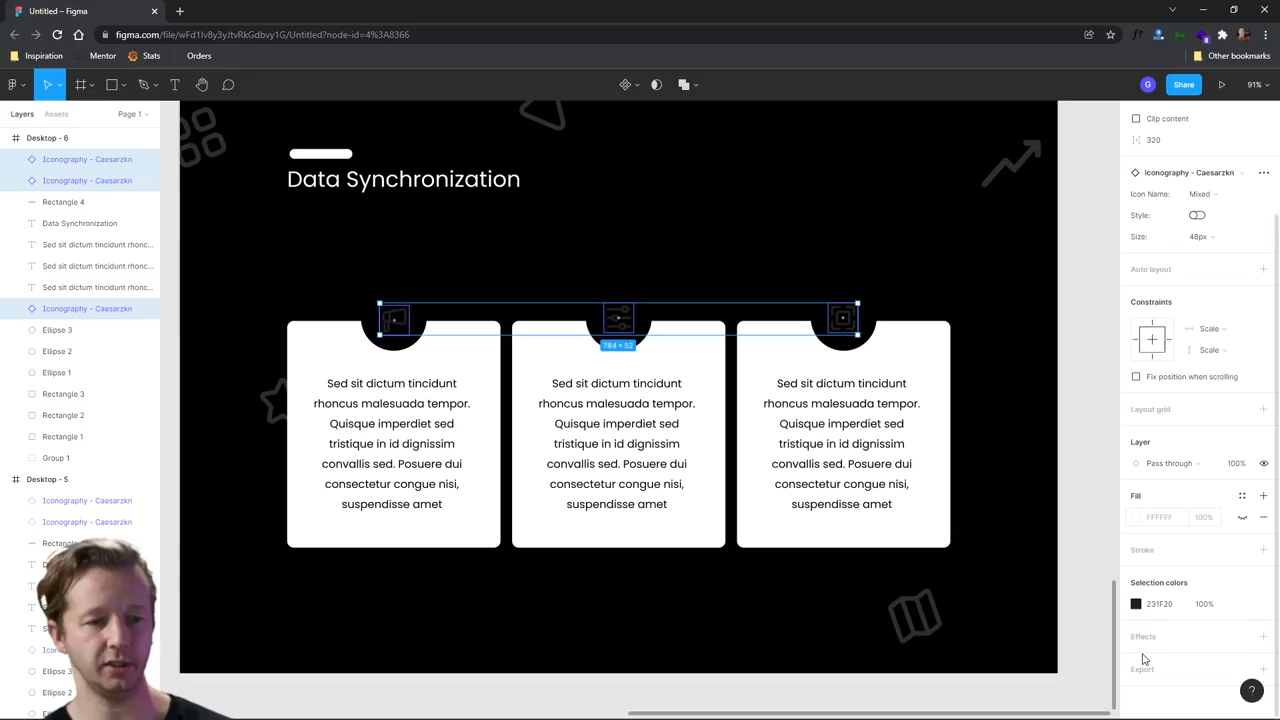 Untitled –
figma.com/file/wFd1Iv8y3yJtvRkGdbvy1G/Untitled?node-id=4%3A8366
8
Inspiration
Mentor
Stats
Orders
Other bookmarks
G
Share
91%
Layers
Assets
Page 1
Desktop - 6
Iconography - Caesarzkn
Iconography - Caesarzkn
Rectangle 4
Data Synchronization
Sed sit dictum tincidunt rhonc...
Sed sit dictum tincidunt rhonc...
Sed sit dictum tincidunt rhonc...
Iconography - Caesarzkn
Ellipse 3
Ellipse 2
Ellipse 1
Rectangle 3
Rectangle 2
Rectangle 1
Group 1
Desktop - 5
Iconography - Caesarzkn
Iconography - Caesarzkn
Ellipse 3
Ellipse 2
Data Synchronization
784 × 52
Sed sit dictum tincidunt
rhoncus malesuada tempor.
Quisque imperdiet sed
tristique in id dignissim
convallis sed. Posuere dui
consectetur congue nisi,
suspendisse amet
Sed sit dictum tincidunt
rhoncus malesuada tempor.
Quisque imperdiet sed
tristique in id dignissim
convallis sed. Posuere dui
consectetur congue nisi,
suspendisse amet
Sed sit dictum tincidunt
rhoncus malesuada tempor.
Quisque imperdiet sed
tristique in id dignissim
convallis sed. Posuere dui
consectetur congue nisi,
suspendisse amet
Clip content
320
Iconography - Caesarzkn
Icon Name: Mixed
Style:
Size: 48px
Auto layout
Constraints
Scale
Scale
Fix position when scrolling
Layout grid
Layer
Pass through 100%
Fill
FFFFFF 100%
Stroke
Selection colors
231F20 100%
Effects
Export
?